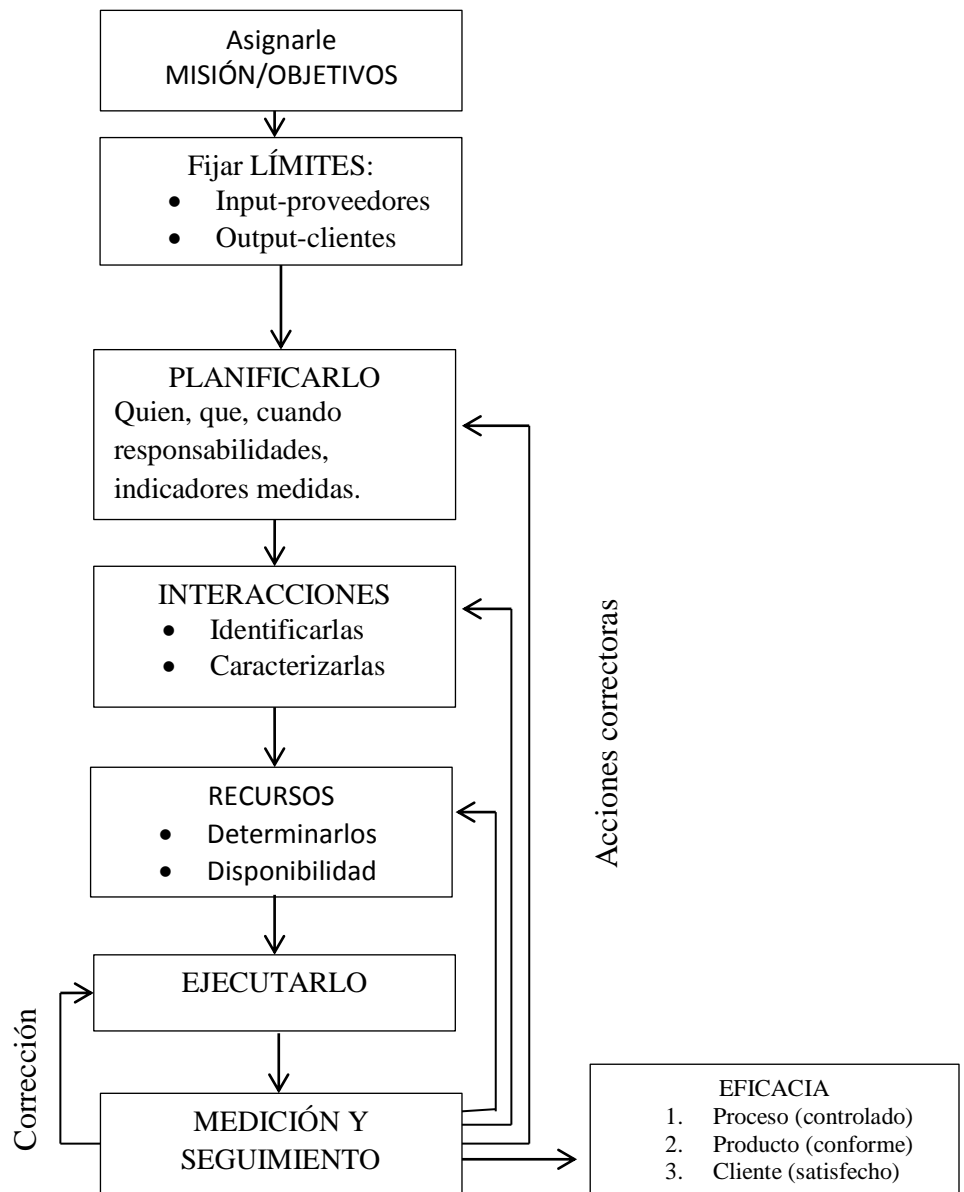 Asignarle
MISIÓN/OBJETIVOS
Fijar LÍMITES:
• Input-proveedores
• Output-clientes
PLANIFICARLO
Quien, que, cuando
responsabilidades,
indicadores medidas.
INTERACCIONES
• Identificarlas
• Caracterizarlas
RECURSOS
• Determinarlos
• Disponibilidad
EJECUTARLO
MEDICIÓN Y
SEGUIMIENTO
Corrección
Acciones correctoras
EFICACIA
1. Proceso (controlado)
2. Producto (conforme)
3. Cliente (satisfecho)